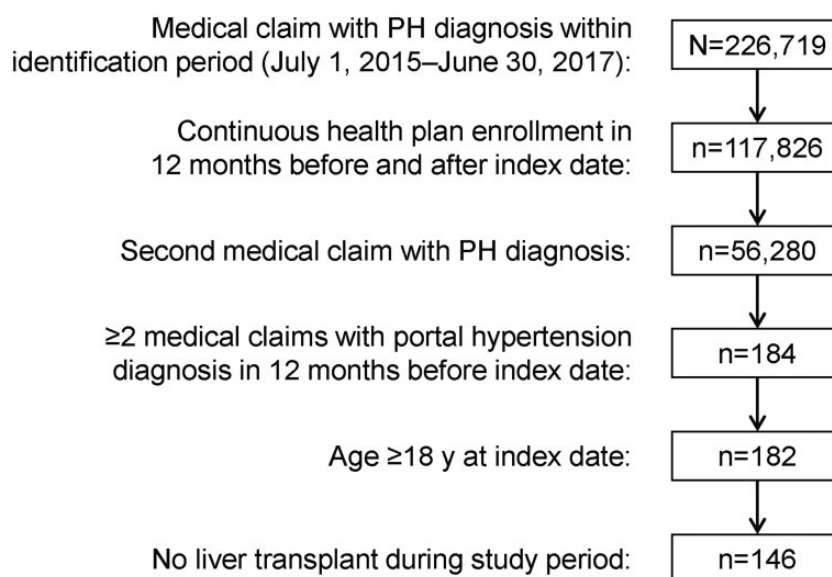 Medical claim with PH diagnosis within
identification period (July 1, 2015–June 30, 2017):
N=226,719
Continuous health plan enrollment in
12 months before and after index date:
n=117,826
Second medical claim with PH diagnosis:
n=56,280
≥2 medical claims with portal hypertension
diagnosis in 12 months before index date:
n=184
Age ≥18 y at index date:
n=182
No liver transplant during study period:
n=146